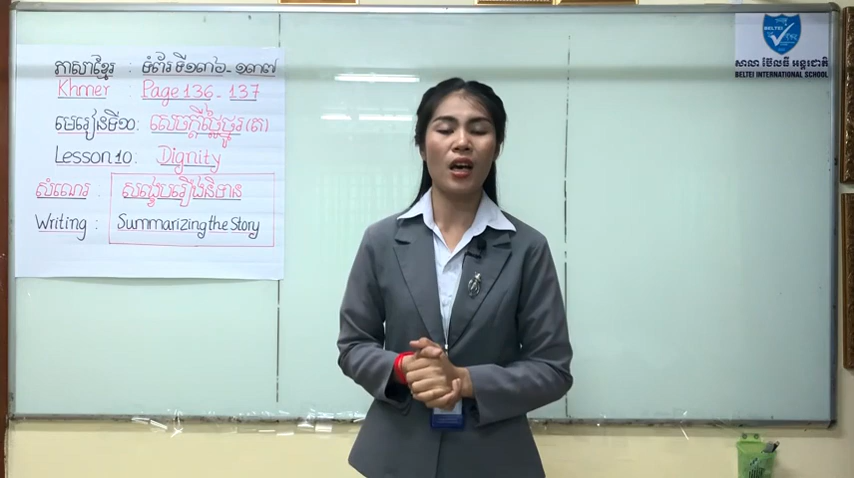 ភាសាខ្មែរ : ទំព័រទី១៣៦-១៣៧
Khmer : Page 136-137
មេរៀនទី១០: សេចក្ដីថ្លៃថ្នូរ (ត)
Lesson 10: Dignity
សំណេរ : សង្ខេបរឿងនិទាន
Writing : Summarizing the Story
BELTEI
សាលា ប៊ែលធី អន្តរជាតិ
BELTEI INTERNATIONAL SCHOOL